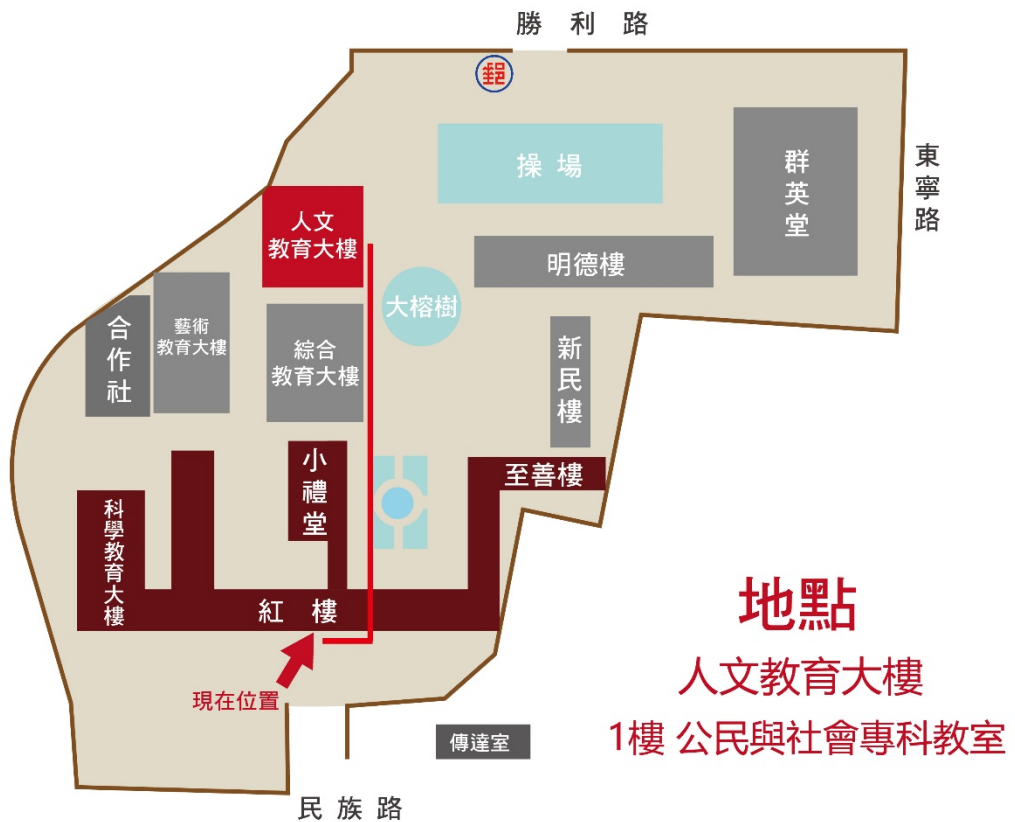 勝利路
郵
操場
群英堂
東寧路
人文
教育大樓
明德樓
大榕樹
合作社
藝術
教育大樓
綜合
教育大樓
新民樓
小禮堂
至善樓
科學教育大樓
紅樓
現在位置
傳達室
民族路
地點
人文教育大樓
1樓 公民與社會專科教室